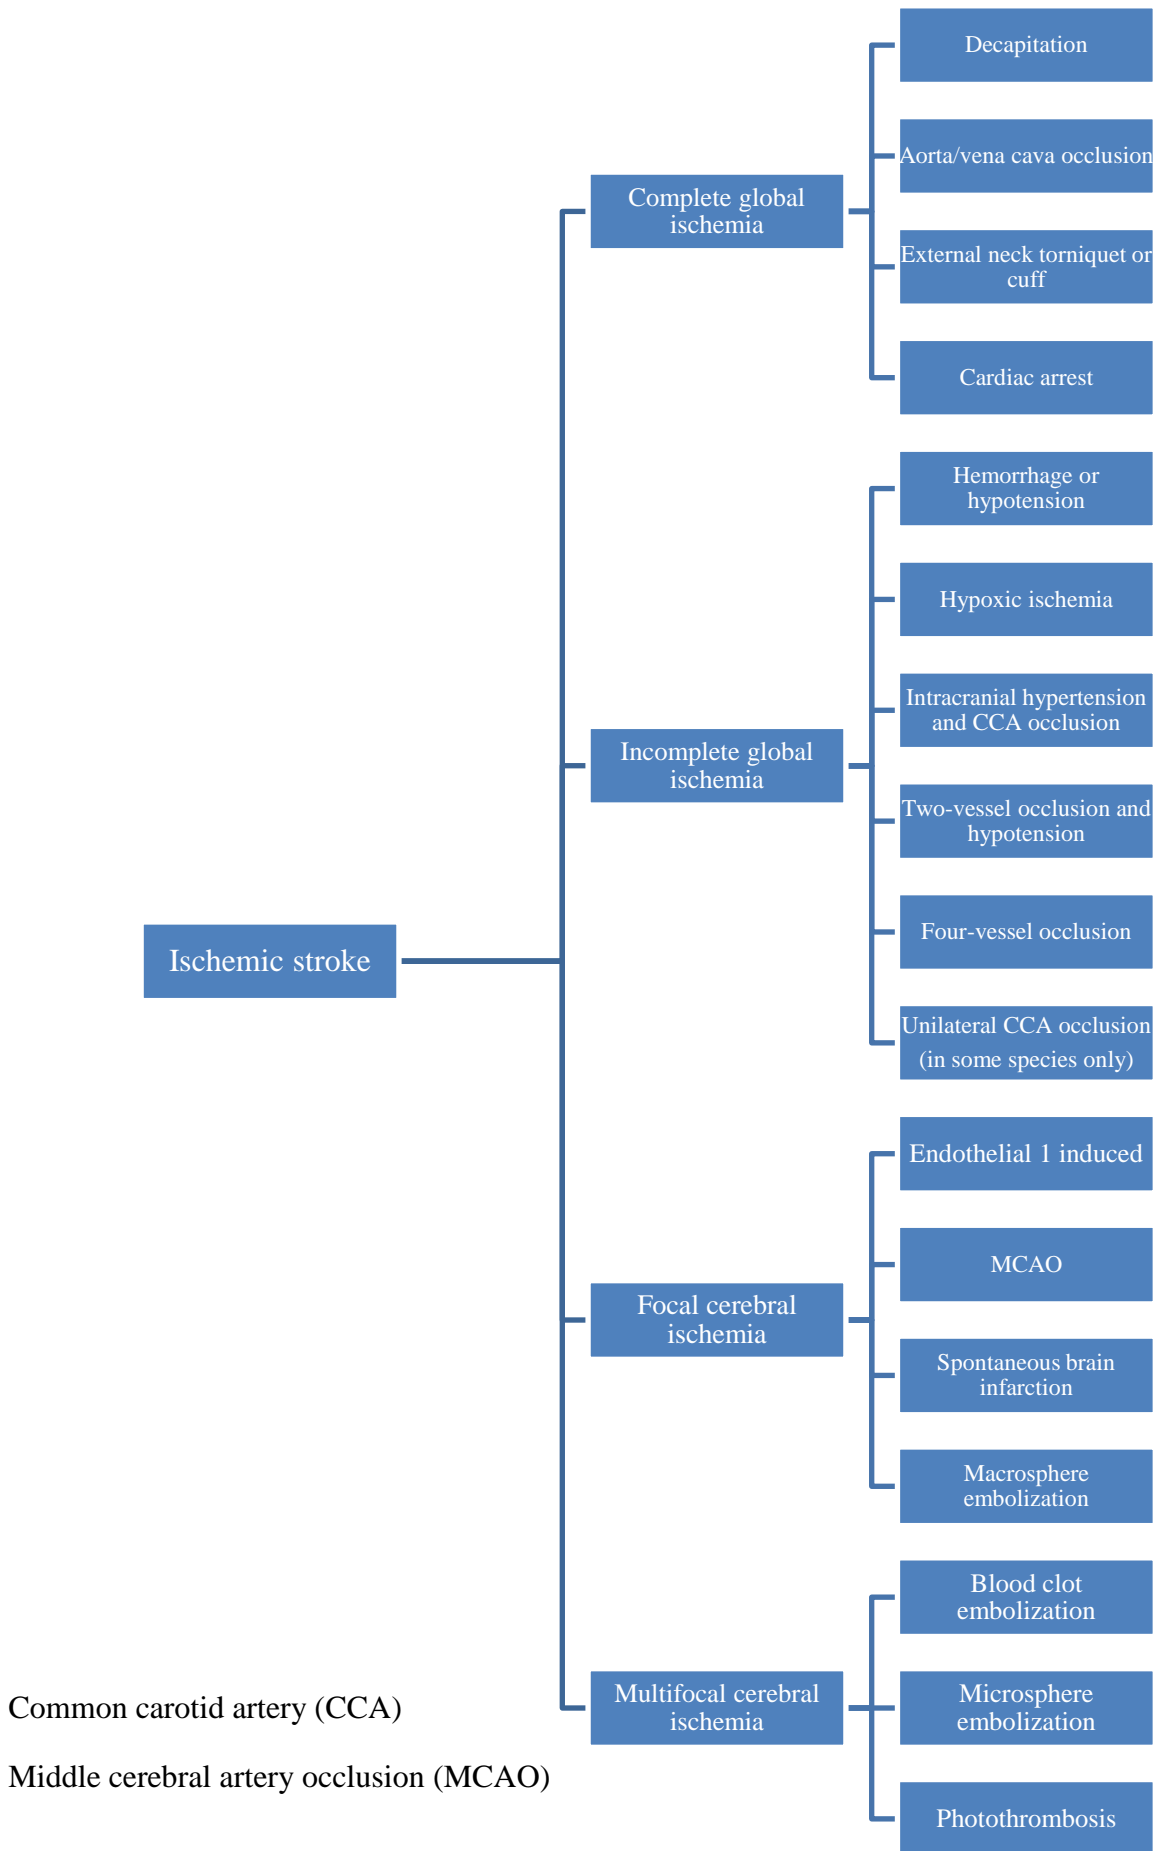 Decapitation
Aorta/vena cava occlusion
Complete global
ischemia
External neck torniquet or
cuff
Cardiac arrest
Hemorrhage or
hypotension
Hypoxic ischemia
Intracranial hypertension
and CCA occlusion
Incomplete global
ischemia
Two-vessel occlusion and
hypotension
Four-vessel occlusion
Ischemic stroke
Unilateral CCA occlusion
(in some species only)
Endothelial 1 induced
MCAO
Focal cerebral
ischemia
Spontaneous brain
infarction
Macrosphere
embolization
Blood clot
embolization
Multifocal cerebral
ischemia
Microsphere
embolization
Photothrombosis
Common carotid artery (CCA)
Middle cerebral artery occlusion (MCAO)